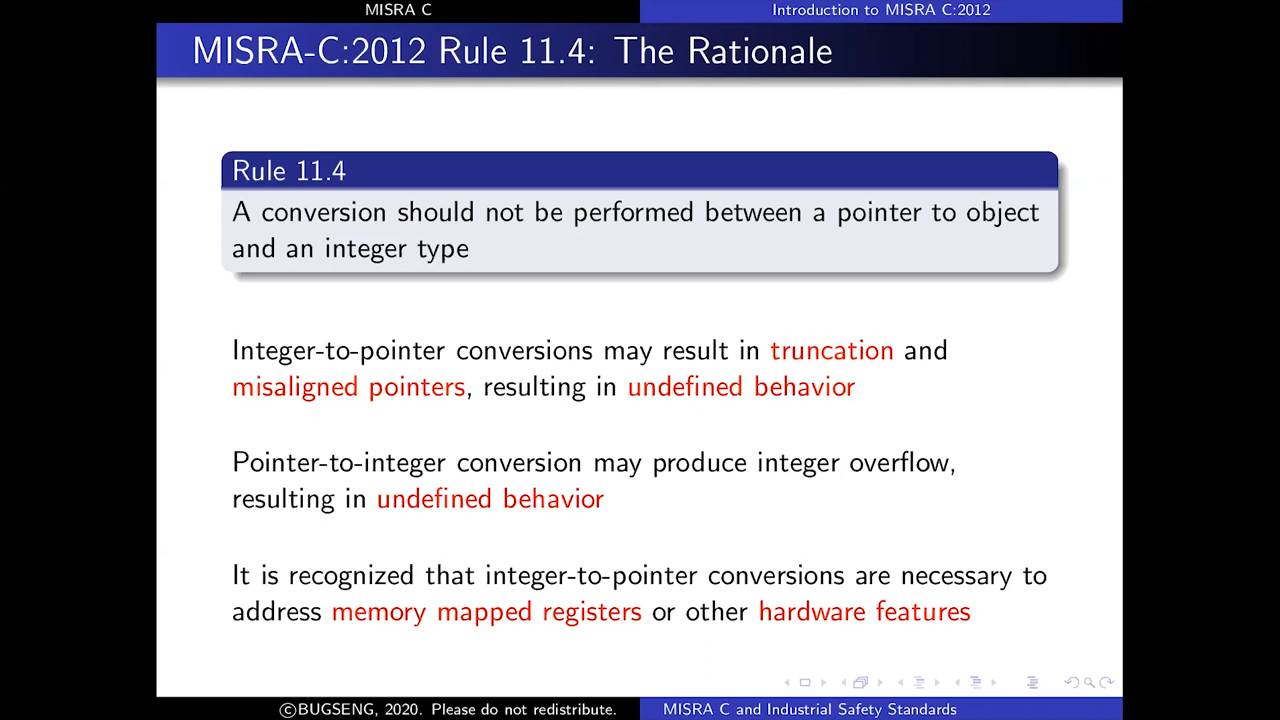 MISRA C
Introduction to MISRA C:2012
MISRA-C:2012 Rule 11.4: The Rationale
Rule 11.4
A conversion should not be performed between a pointer to object
and an integer type
Integer-to-pointer conversions may result in truncation and
misaligned pointers, resulting in undefined behavior
Pointer-to-integer conversion may produce integer overflow,
resulting in undefined behavior
It is recognized that integer-to-pointer conversions are necessary to
address memory mapped registers or other hardware features
©BUGSENG, 2020. Please do not redistribute.
MISRA C and Industrial Safety Standards